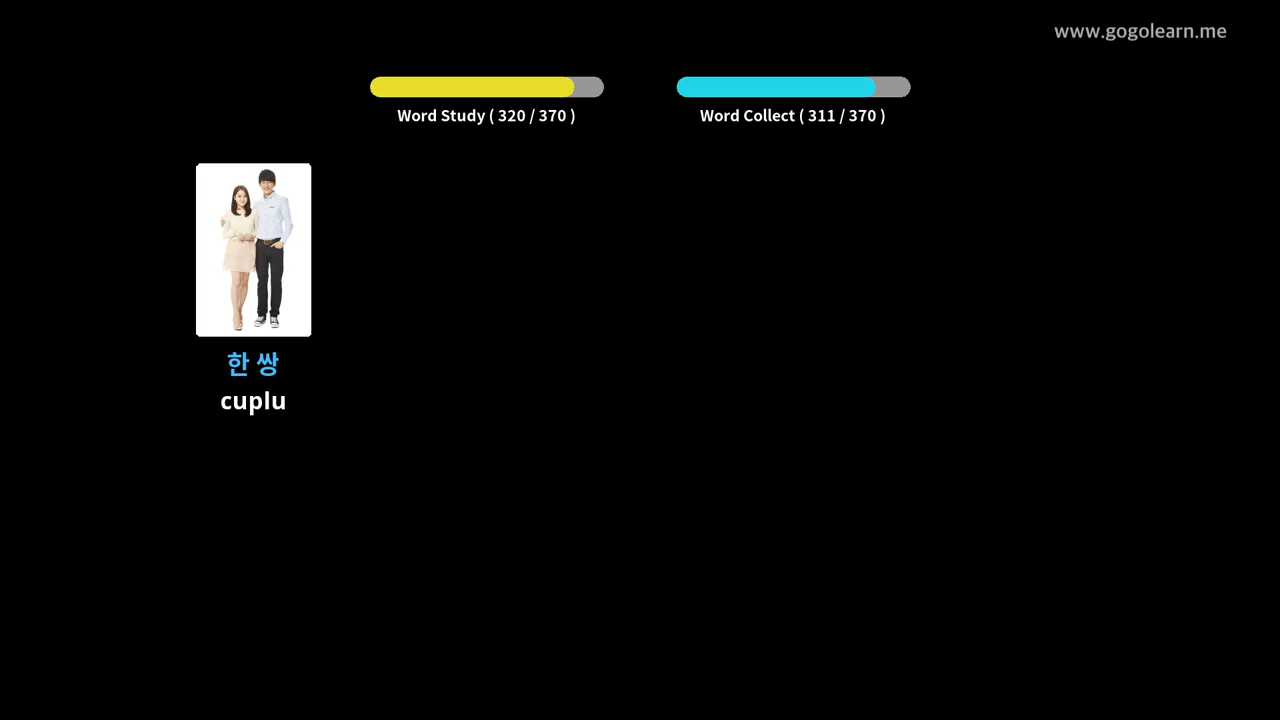 www.gogolearn.me
Word Study ( 320 / 370 )
Word Collect ( 311 / 370 )
한 쌍
cuplu